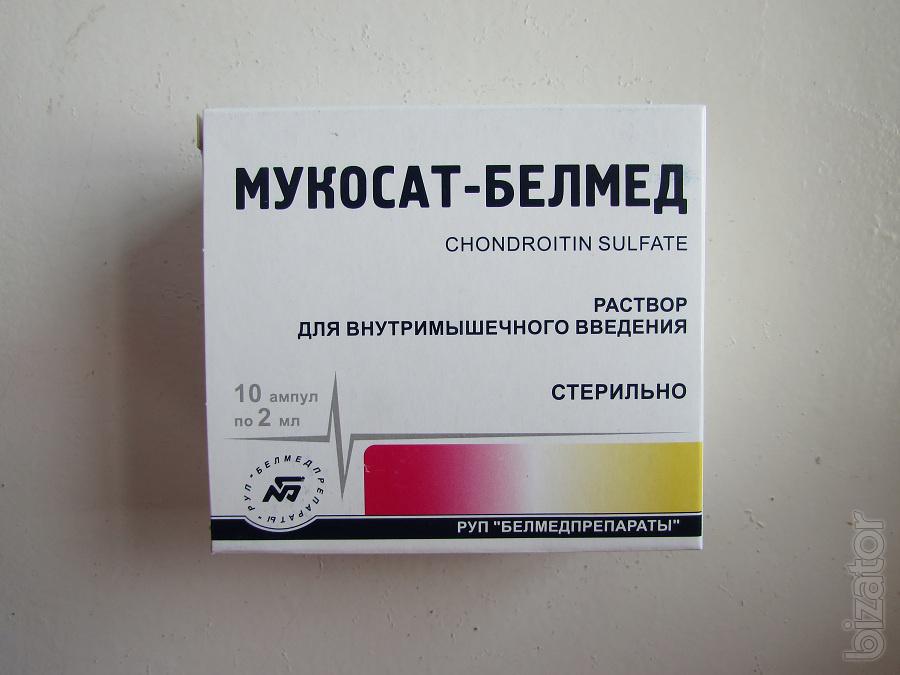 МУКОСАТ-БЕЛМЕД
CHONDROITIN SULFATE
РАСТВОР
ДЛЯ ВНУТРИМЫШЕЧНОГО ВВЕДЕНИЯ
СТЕРИЛЬНО
10 ампул
по 2 мл
РУП "БЕЛМЕДПРЕПАРАТЫ"
РУП "БЕЛМЕДПРЕПАРАТЫ"
bizator